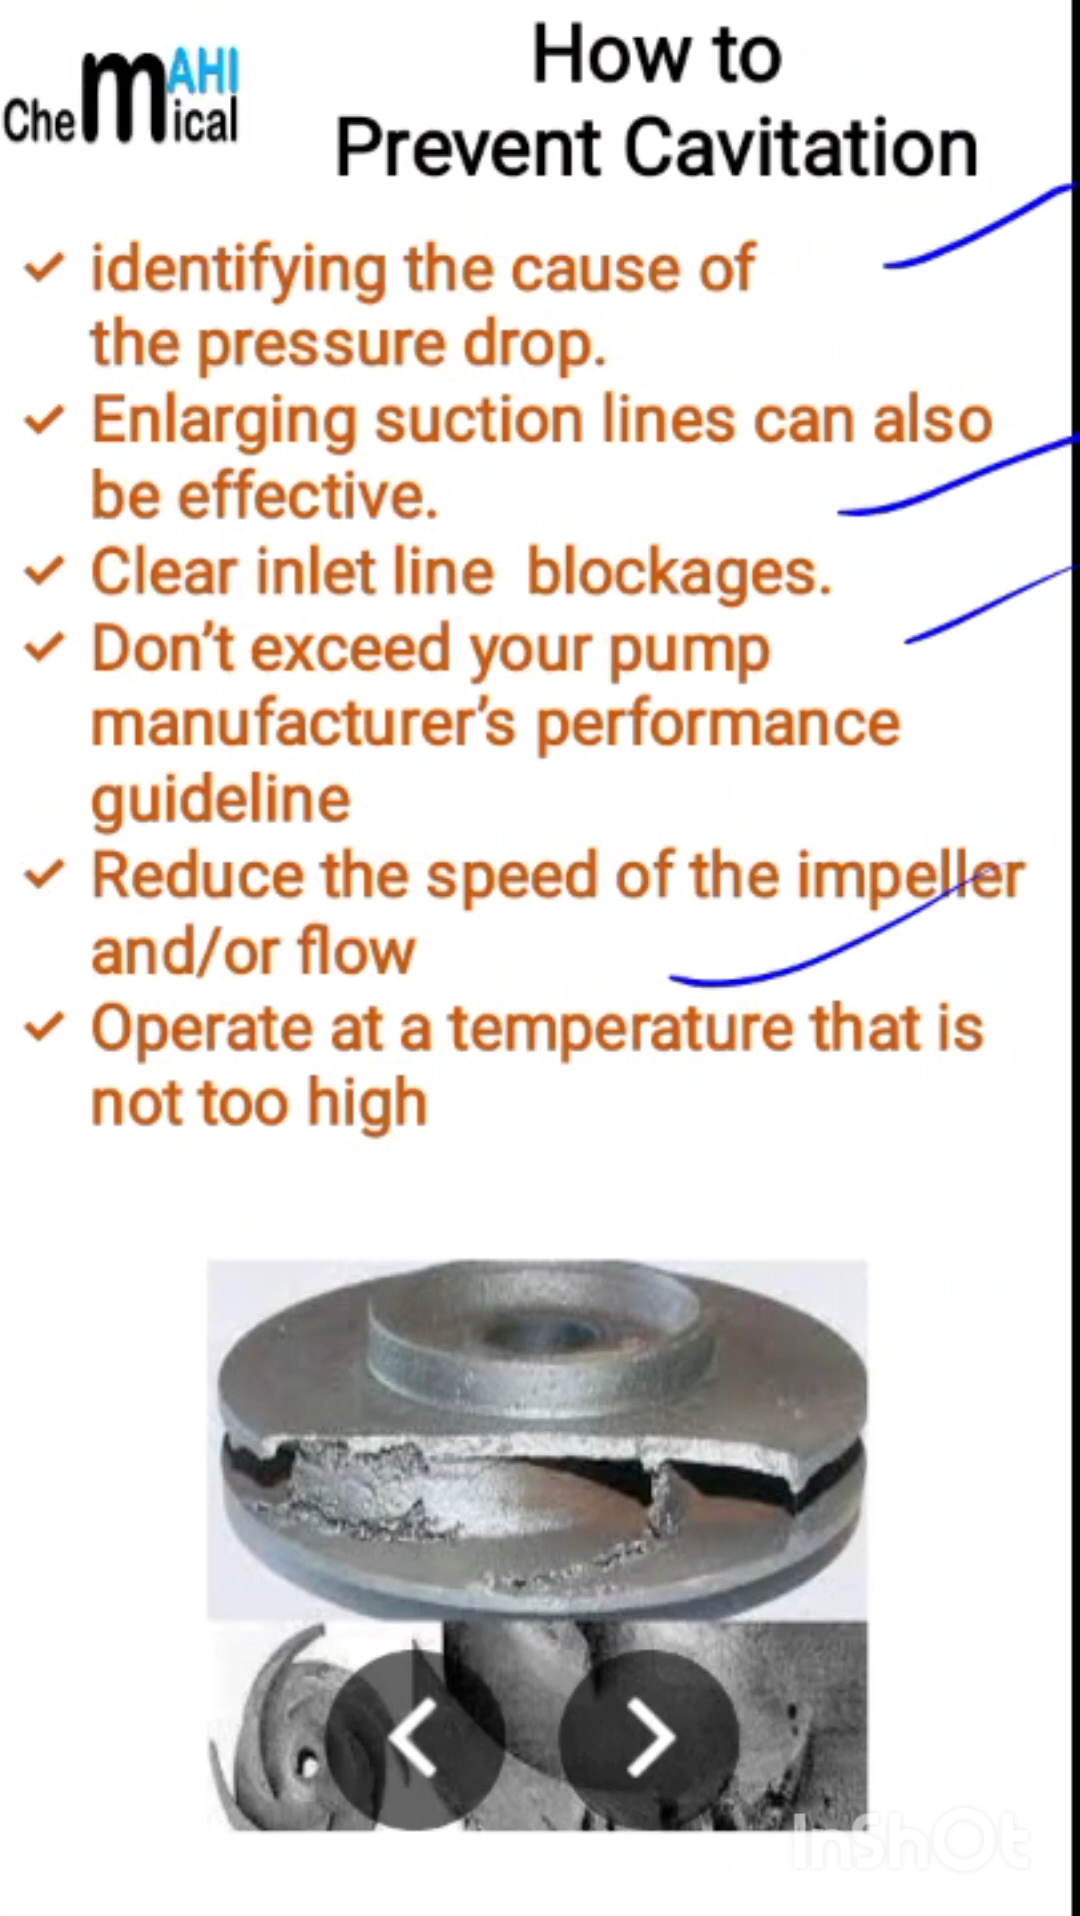 CheMAHI
mical
How to
Prevent Cavitation
identifying the cause of
the pressure drop.
Enlarging suction lines can also
be effective.
Clear inlet line blockages.
Don’t exceed your pump
manufacturer’s performance
guideline
Reduce the speed of the impeller
and/or flow
Operate at a temperature that is
not too high
InShOt